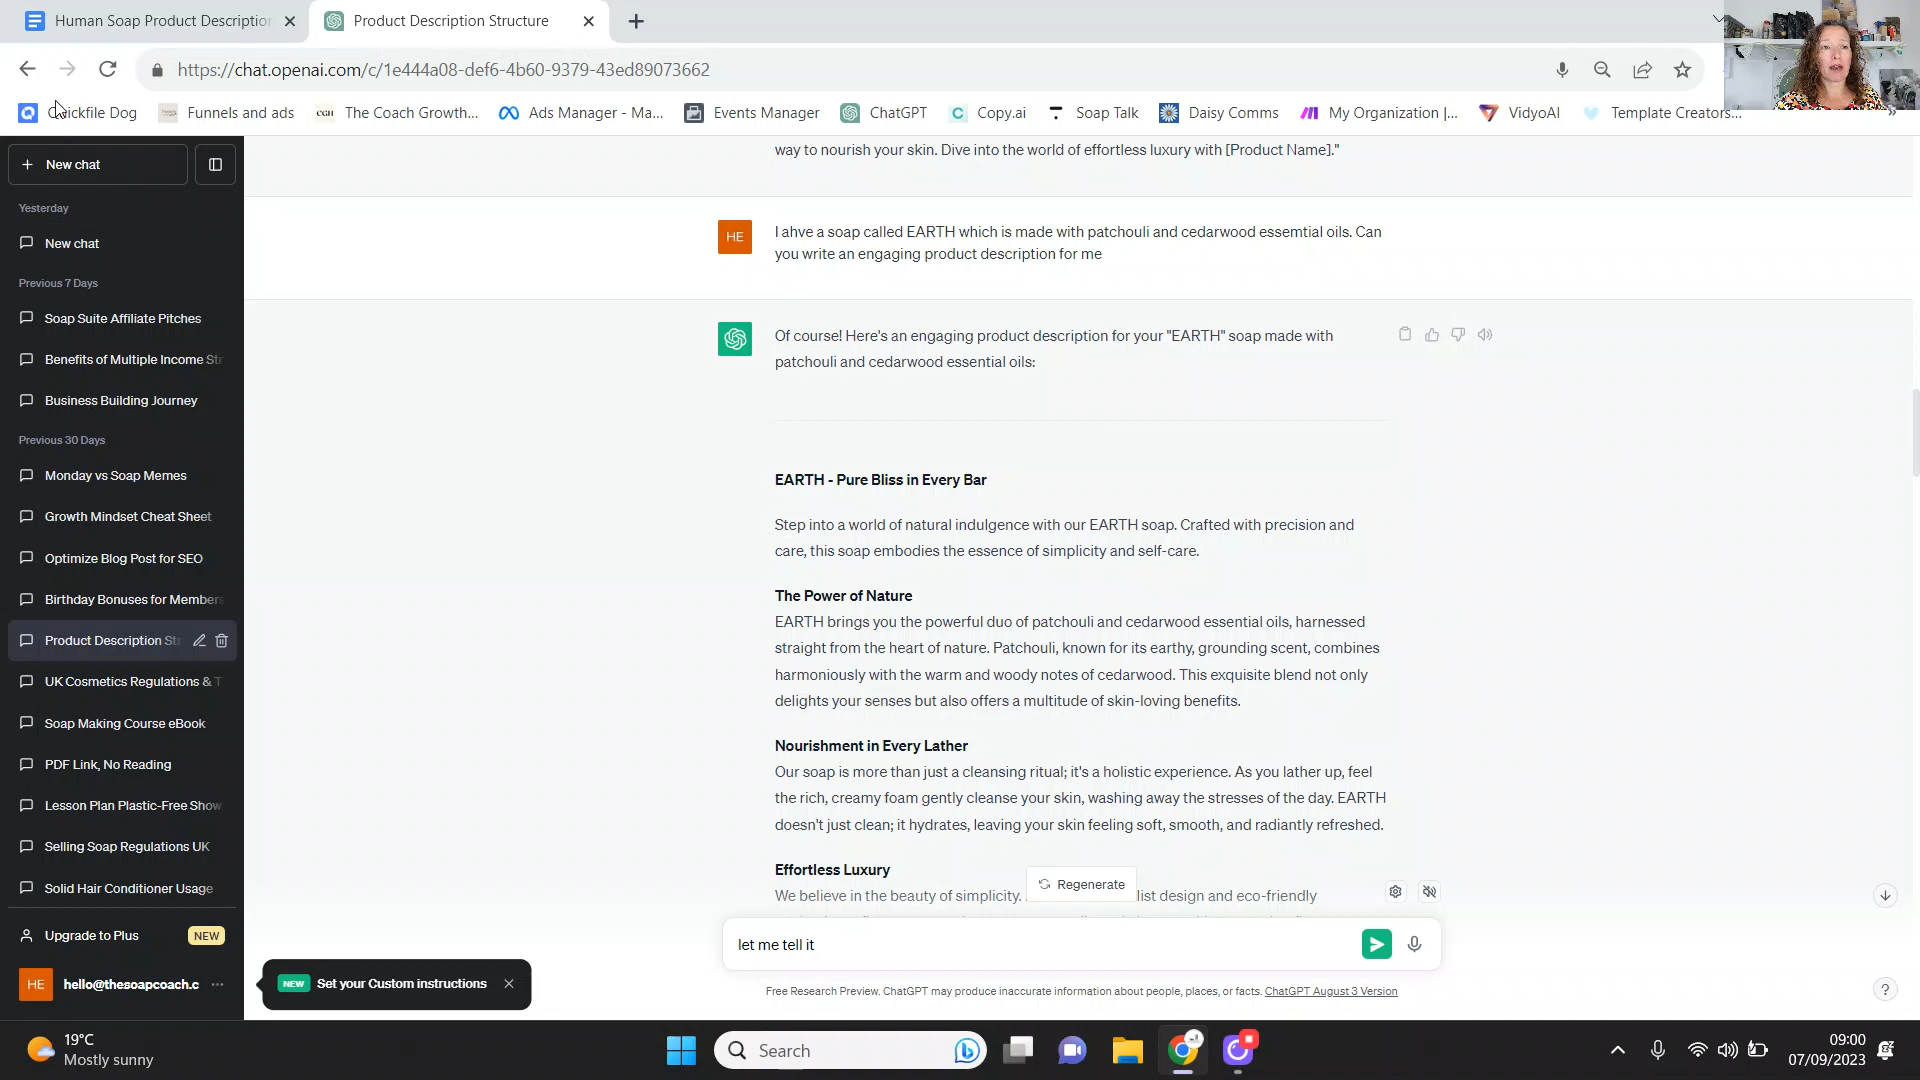 Human Soap Product Description
Product Description Structure
https://chat.openai.com/c/1e444a08-def6-4b60-9379-43ed89073662
Quickfile Dog
Funnels and ads
CGH
The Coach Growth...
Ads Manager - Ma...
Events Manager
ChatGPT
Copy.ai
Soap Talk
Daisy Comms
My Organization |...
VidyoAI
Template Creators...
New chat
Yesterday
New chat
Previous 7 Days
Soap Suite Affiliate Pitches
Benefits of Multiple Income Str
Business Building Journey
Previous 30 Days
Monday vs Soap Memes
Growth Mindset Cheat Sheet
Optimize Blog Post for SEO
Birthday Bonuses for Members
Product Description Str
UK Cosmetics Regulations & T
Soap Making Course eBook
PDF Link, No Reading
Lesson Plan Plastic-Free Show
Selling Soap Regulations UK
Solid Hair Conditioner Usage
Upgrade to Plus
NEW
HE
hello@thesoapcoach.c
way to nourish your skin. Dive into the world of effortless luxury with [Product Name]."
HE
I ahve a soap called EARTH which is made with patchouli and cedarwood essemtial oils. Can
you write an engaging product description for me
Of course! Here's an engaging product description for your "EARTH" soap made with
patchouli and cedarwood essential oils:
EARTH - Pure Bliss in Every Bar
Step into a world of natural indulgence with our EARTH soap. Crafted with precision and
care, this soap embodies the essence of simplicity and self-care.
The Power of Nature
EARTH brings you the powerful duo of patchouli and cedarwood essential oils, harnessed
straight from the heart of nature. Patchouli, known for its earthy, grounding scent, combines
harmoniously with the warm and woody notes of cedarwood. This exquisite blend not only
delights your senses but also offers a multitude of skin-loving benefits.
Nourishment in Every Lather
Our soap is more than just a cleansing ritual; it's a holistic experience. As you lather up, feel
the rich, creamy foam gently cleanse your skin, washing away the stresses of the day. EARTH
doesn't just clean; it hydrates, leaving your skin feeling soft, smooth, and radiantly refreshed.
Effortless Luxury
We believe in the beauty of simplicity. list design and eco-friendly
Regenerate
let me tell it
NEW Set your Custom instructions
Free Research Preview. ChatGPT may produce inaccurate information about people, places, or facts. ChatGPT August 3 Version
?
19°C
Mostly sunny
Search
09:00
07/09/2023